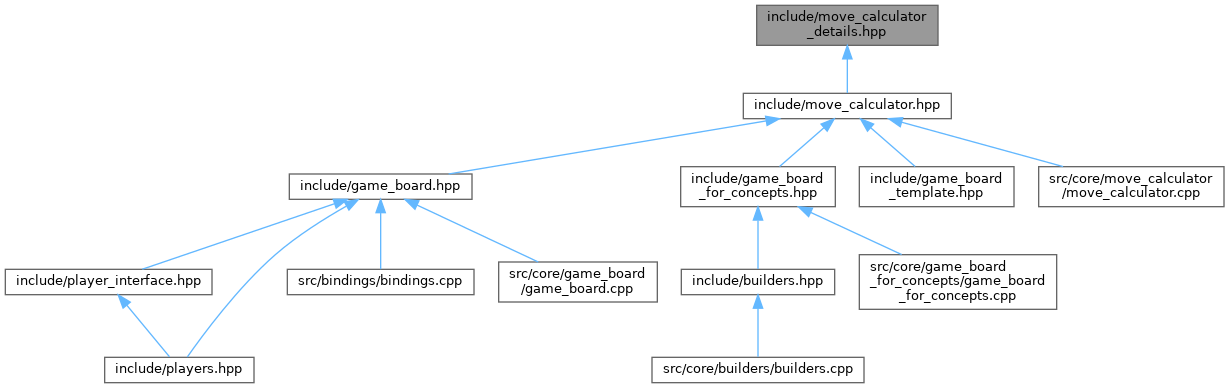 include/move_calculator
_details.hpp
include/move_calculator.hpp
include/game_board.hpp
include/game_board
_for_concepts.hpp
include/game_board
_template.hpp
src/core/move_calculator
/move_calculator.cpp
include/player_interface.hpp
src/bindings/bindings.cpp
src/core/game_board
/game_board.cpp
include/builders.hpp
src/core/game_board
_for_concepts/game_board
_for_concepts.cpp
include/players.hpp
src/core/builders/builders.cpp